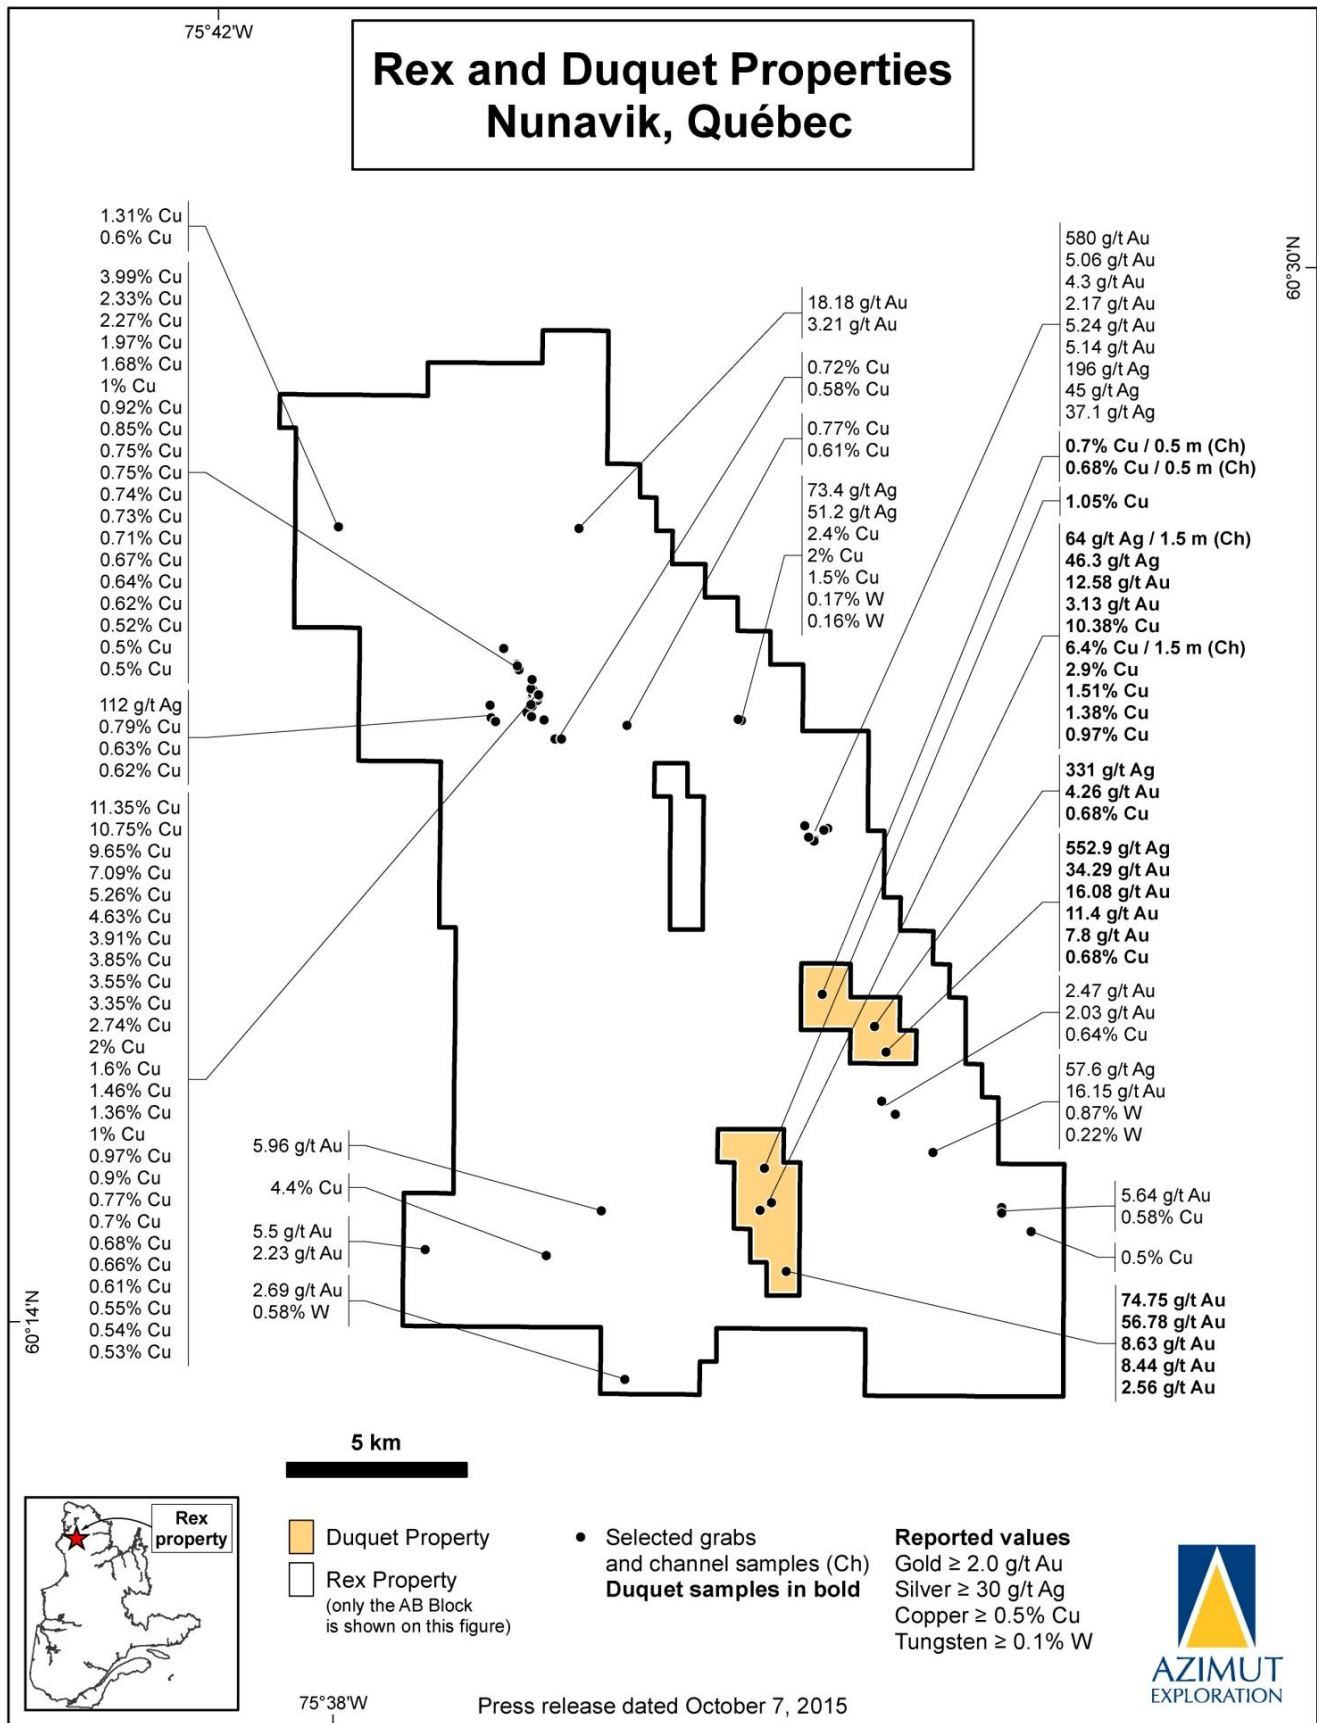 75°42'W
Rex and Duquet Properties
Nunavik, Québec
60°30'N
1.31% Cu
0.6% Cu
3.99% Cu
2.33% Cu
2.27% Cu
1.97% Cu
1.68% Cu
1% Cu
0.92% Cu
0.85% Cu
0.75% Cu
0.75% Cu
0.74% Cu
0.73% Cu
0.71% Cu
0.67% Cu
0.64% Cu
0.62% Cu
0.52% Cu
0.5% Cu
0.5% Cu
112 g/t Ag
0.79% Cu
0.63% Cu
0.62% Cu
11.35% Cu
10.75% Cu
9.65% Cu
7.09% Cu
5.26% Cu
4.63% Cu
3.91% Cu
3.85% Cu
3.55% Cu
3.35% Cu
2.74% Cu
2% Cu
1.6% Cu
1.46% Cu
1.36% Cu
1% Cu
0.97% Cu
0.9% Cu
0.77% Cu
0.7% Cu
0.68% Cu
0.66% Cu
0.61% Cu
0.55% Cu
0.54% Cu
0.53% Cu
18.18 g/t Au
3.21 g/t Au
0.72% Cu
0.58% Cu
0.77% Cu
0.61% Cu
73.4 g/t Ag
51.2 g/t Ag
2.4% Cu
2% Cu
1.5% Cu
0.17% W
0.16% W
580 g/t Au
5.06 g/t Au
4.3 g/t Au
2.17 g/t Au
5.24 g/t Au
5.14 g/t Au
196 g/t Ag
45 g/t Ag
37.1 g/t Ag
0.7% Cu / 0.5 m (Ch)
0.68% Cu / 0.5 m (Ch)
1.05% Cu
64 g/t Ag / 1.5 m (Ch)
46.3 g/t Ag
12.58 g/t Au
3.13 g/t Au
10.38% Cu
6.4% Cu / 1.5 m (Ch)
2.9% Cu
1.51% Cu
1.38% Cu
0.97% Cu
331 g/t Ag
4.26 g/t Au
0.68% Cu
552.9 g/t Ag
34.29 g/t Au
16.08 g/t Au
11.4 g/t Au
7.8 g/t Au
0.68% Cu
2.47 g/t Au
2.03 g/t Au
0.64% Cu
57.6 g/t Ag
16.15 g/t Au
0.87% W
0.22% W
5.64 g/t Au
0.58% Cu
0.5% Cu
74.75 g/t Au
56.78 g/t Au
8.63 g/t Au
8.44 g/t Au
2.56 g/t Au
5.96 g/t Au
4.4% Cu
5.5 g/t Au
2.23 g/t Au
2.69 g/t Au
0.58% W
60°14'N
5 km
Rex
property
Duquet Property
Rex Property
(only the AB Block
is shown on this figure)
Selected grabs
and channel samples (Ch)
Duquet samples in bold
Reported values
Gold ≥ 2.0 g/t Au
Silver ≥ 30 g/t Ag
Copper ≥ 0.5% Cu
Tungsten ≥ 0.1% W
AZIMUT
EXPLORATION
75°38'W
Press release dated October 7, 2015